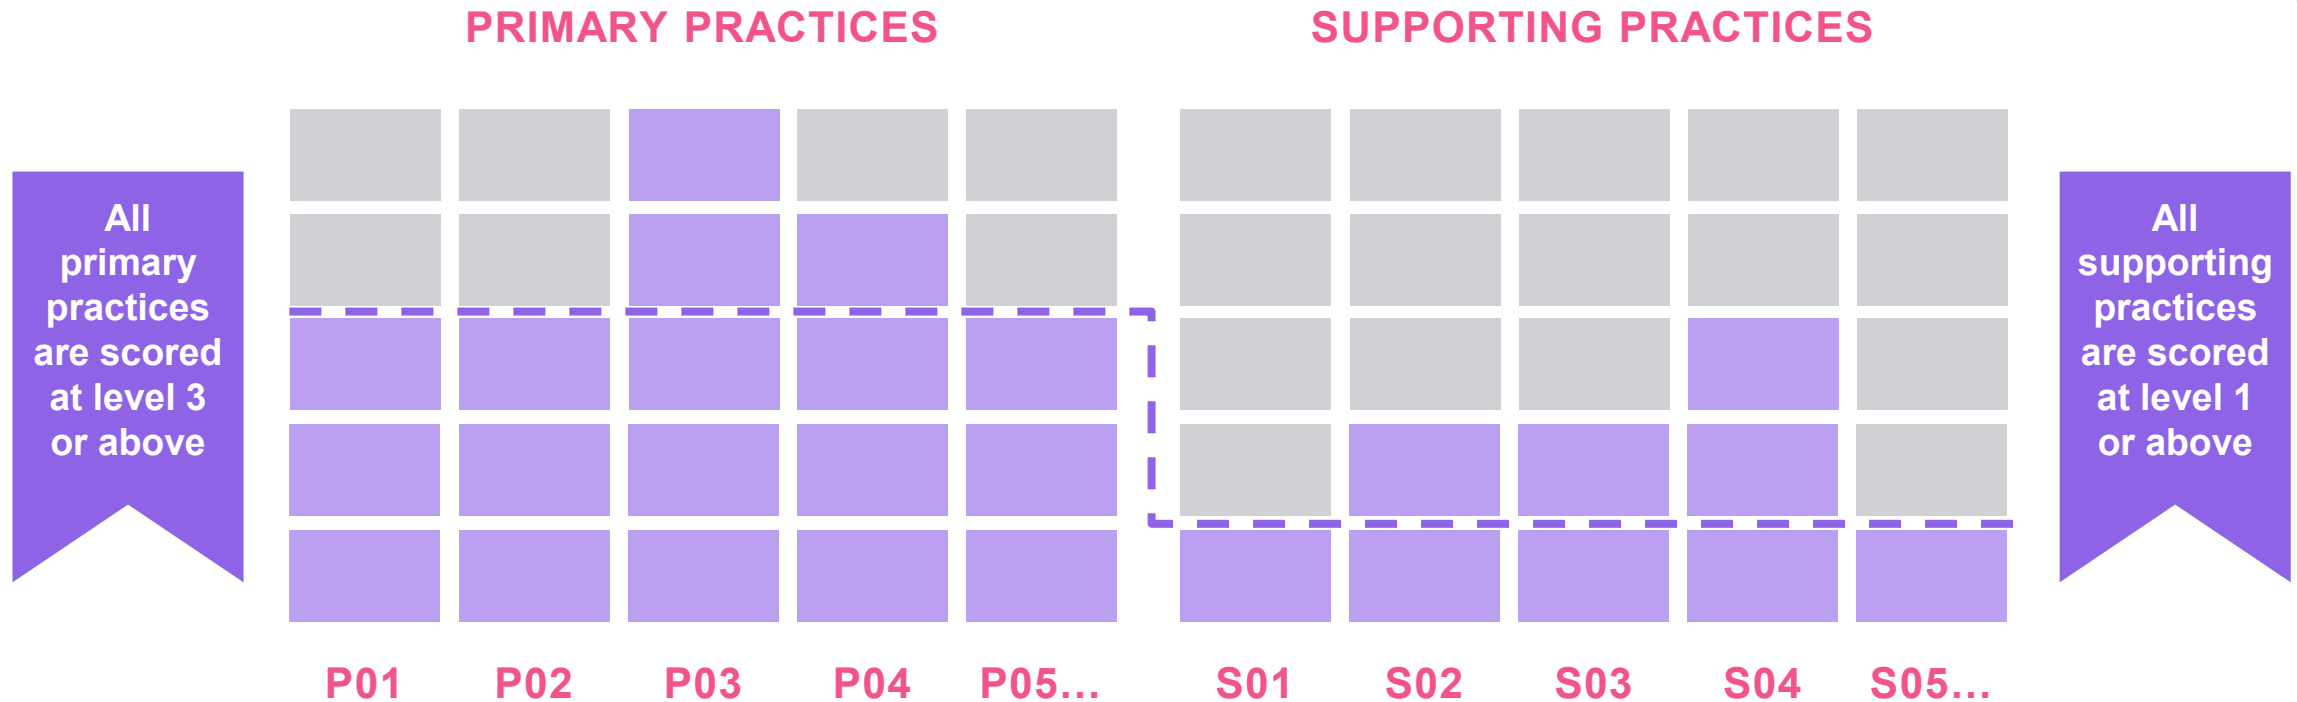 PRIMARY PRACTICES
SUPPORTING PRACTICES
All
primary
practices
are scored
at level 3
or above
All
supporting
practices
are scored
at level 1
or above
P01
P02
P03
P04
P05...
S01
S02
S03
S04
S05...